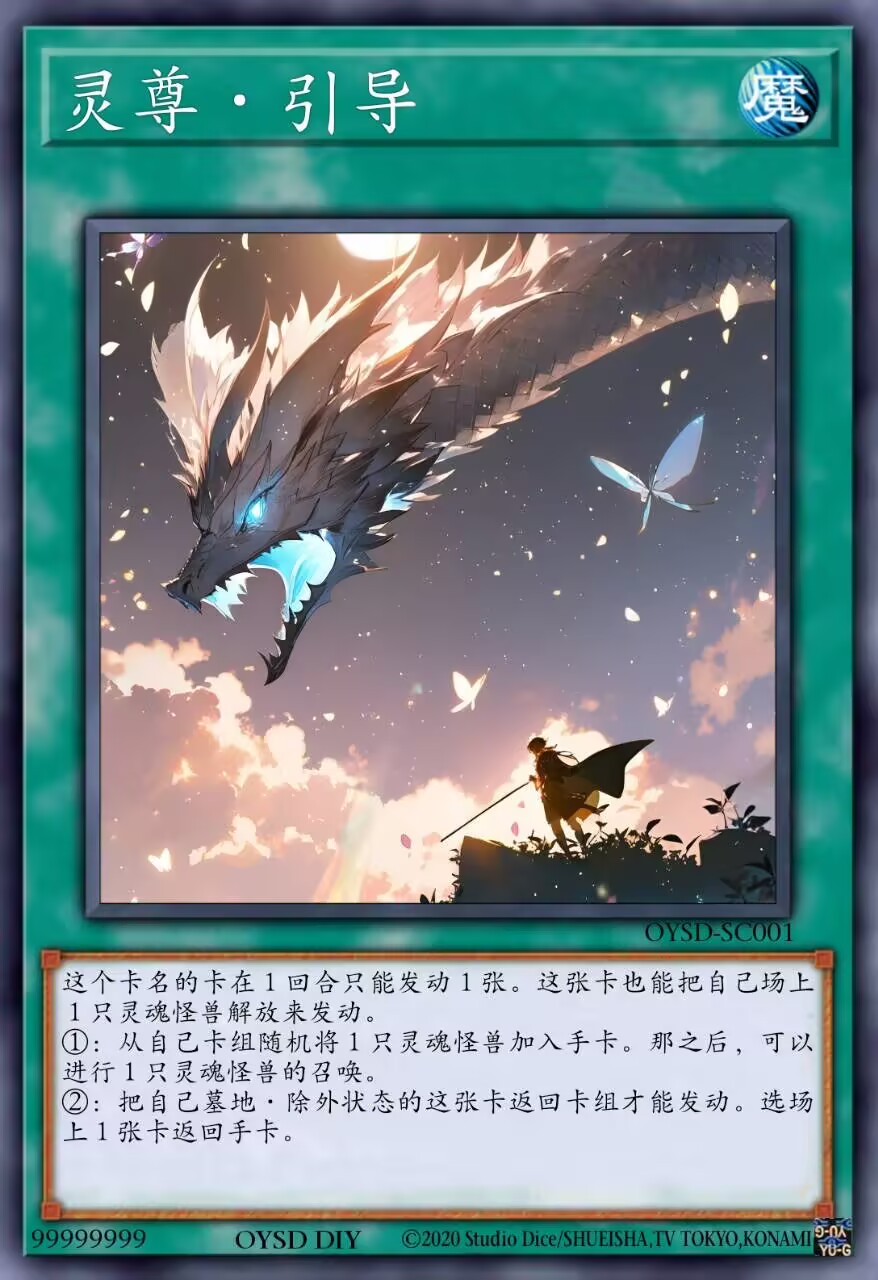 灵尊·引导
魔
OYSD-SC001
这个卡名的卡在1回合只能发动1张。这张卡也能把自己场上
1只灵魂怪兽解放来发动。
①：从自己卡组随机将1只灵魂怪兽加入手卡。那之后，可以
进行1只灵魂怪兽的召唤。
②：把自己墓地·除外状态的这张卡返回卡组才能发动。选场
上1张卡返回手卡。
99999999 OYSD DIY ©2020 Studio Dice/SHUEISHA,TV TOKYO,KONAMI
YU-G
YU-G